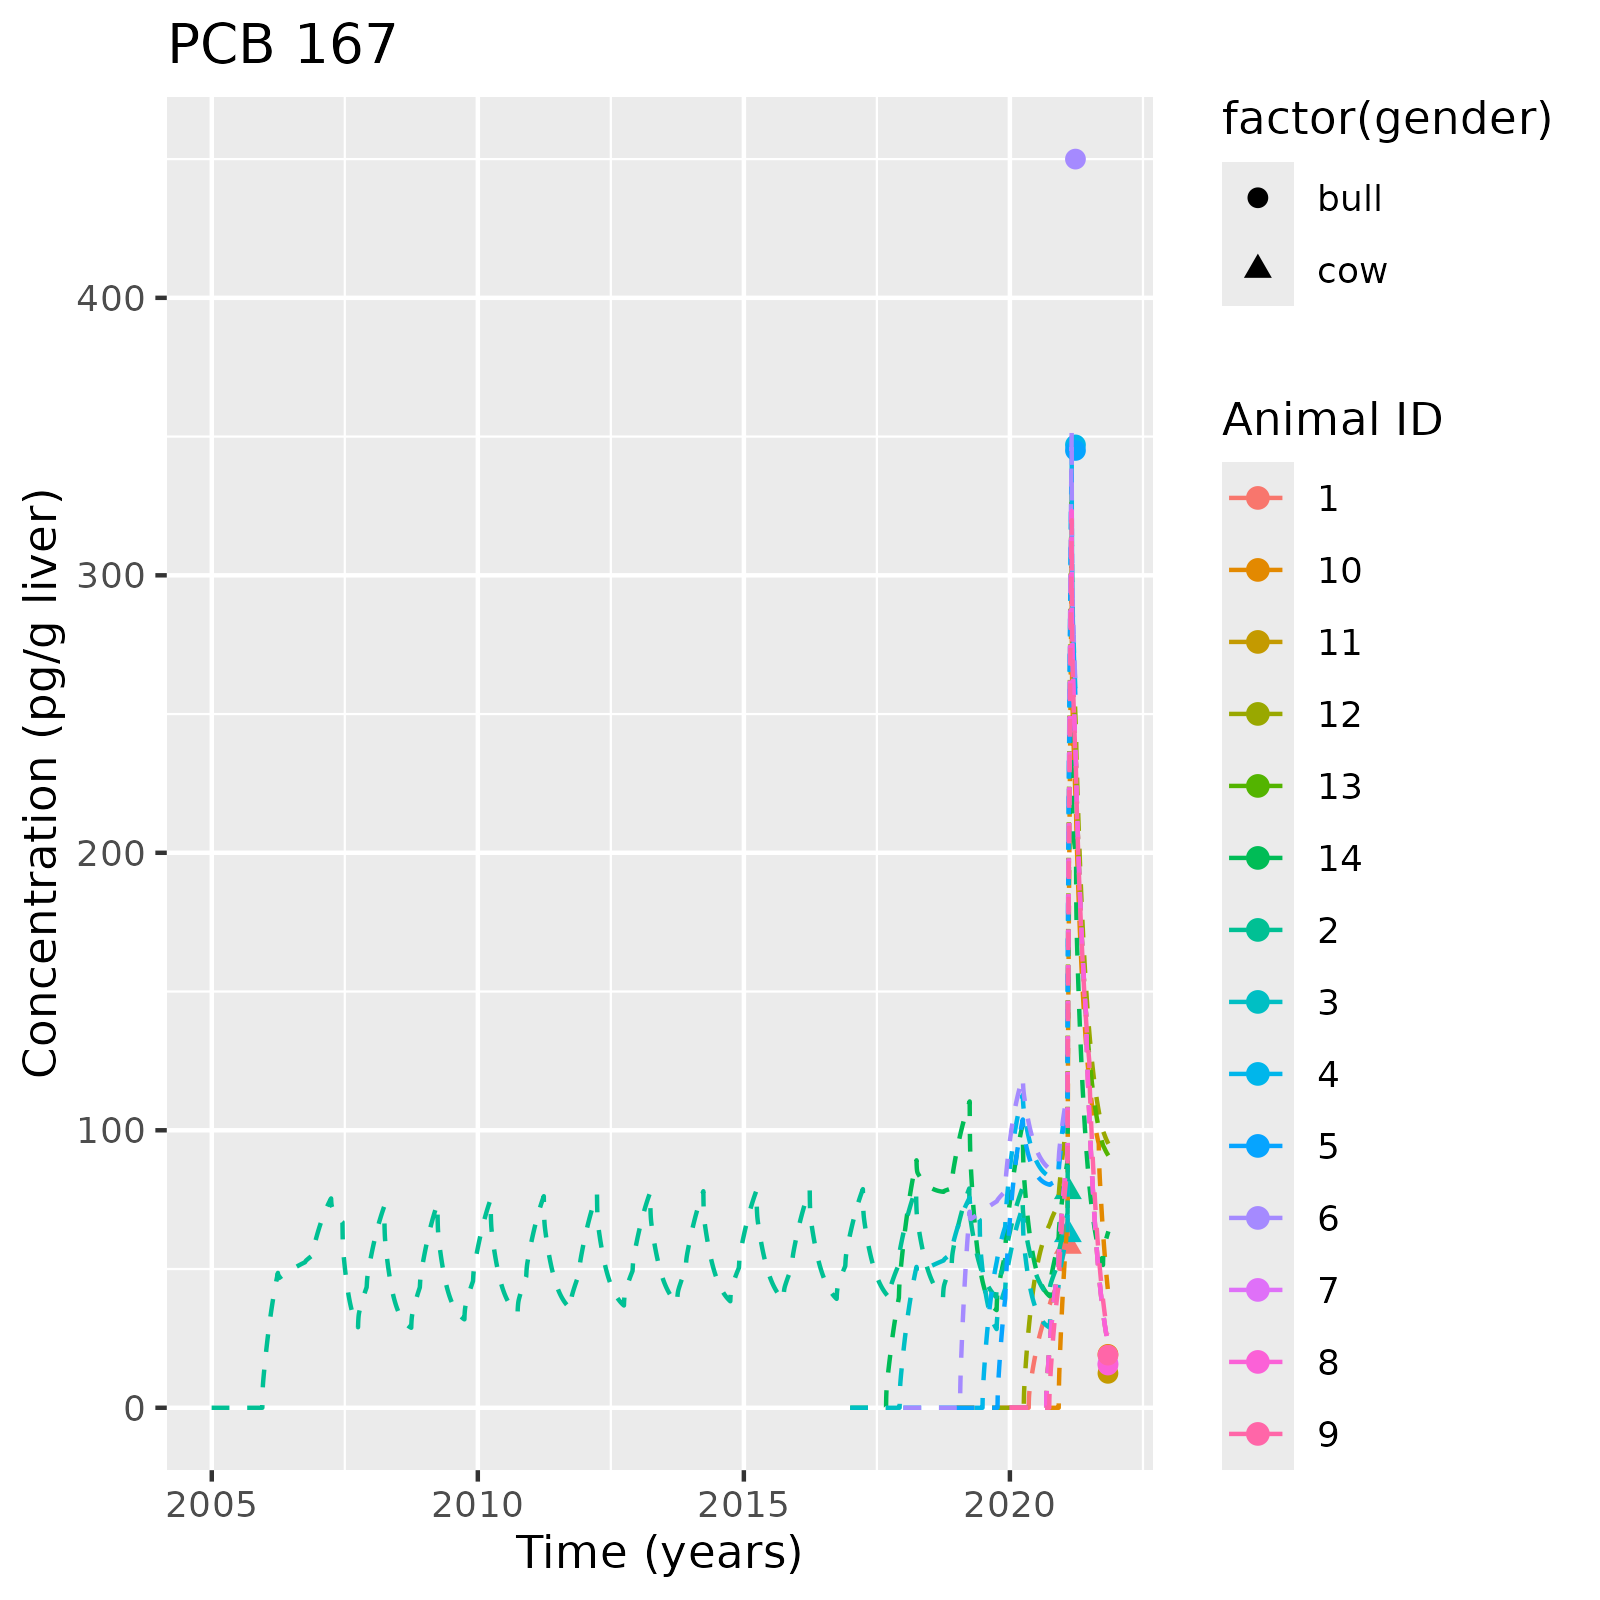 PCB 167
Concentration (pg/g liver)
400
300
200
100
0
2005 2010 2015 2020
Time (years)
factor(gender)
bull
cow
Animal ID
1
10
11
12
13
14
2
3
4
5
6
7
8
9